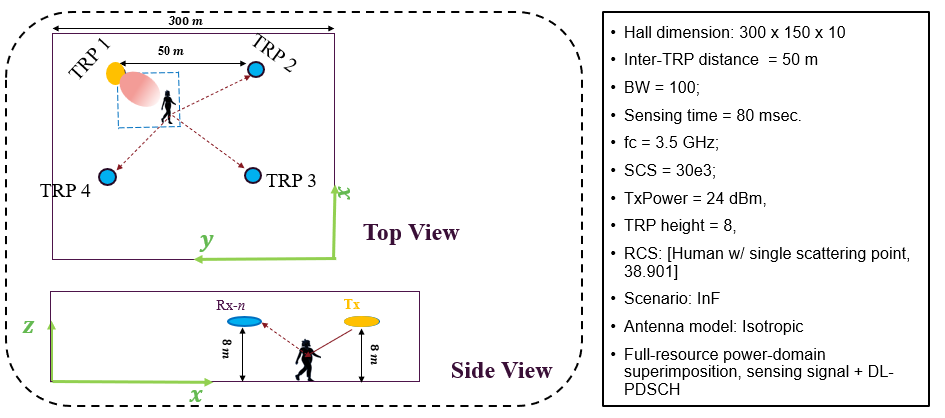 300 m
TRP 1
50 m
TRP 2
TRP 4
TRP 3
x
y
Top View
Rx-n
Tx
z
8 m
8 m
x
Side View
• Hall dimension: 300 x 150 x 10
• Inter-TRP distance = 50 m
• BW = 100;
• Sensing time = 80 msec.
• fc = 3.5 GHz;
• SCS = 30e3;
• TxPower = 24 dBm,
• TRP height = 8,
• RCS: [Human w/ single scattering point,
38.901]
• Scenario: InF
• Antenna model: Isotropic
• Full-resource power-domain
superimposition, sensing signal + DL-
PDSCH